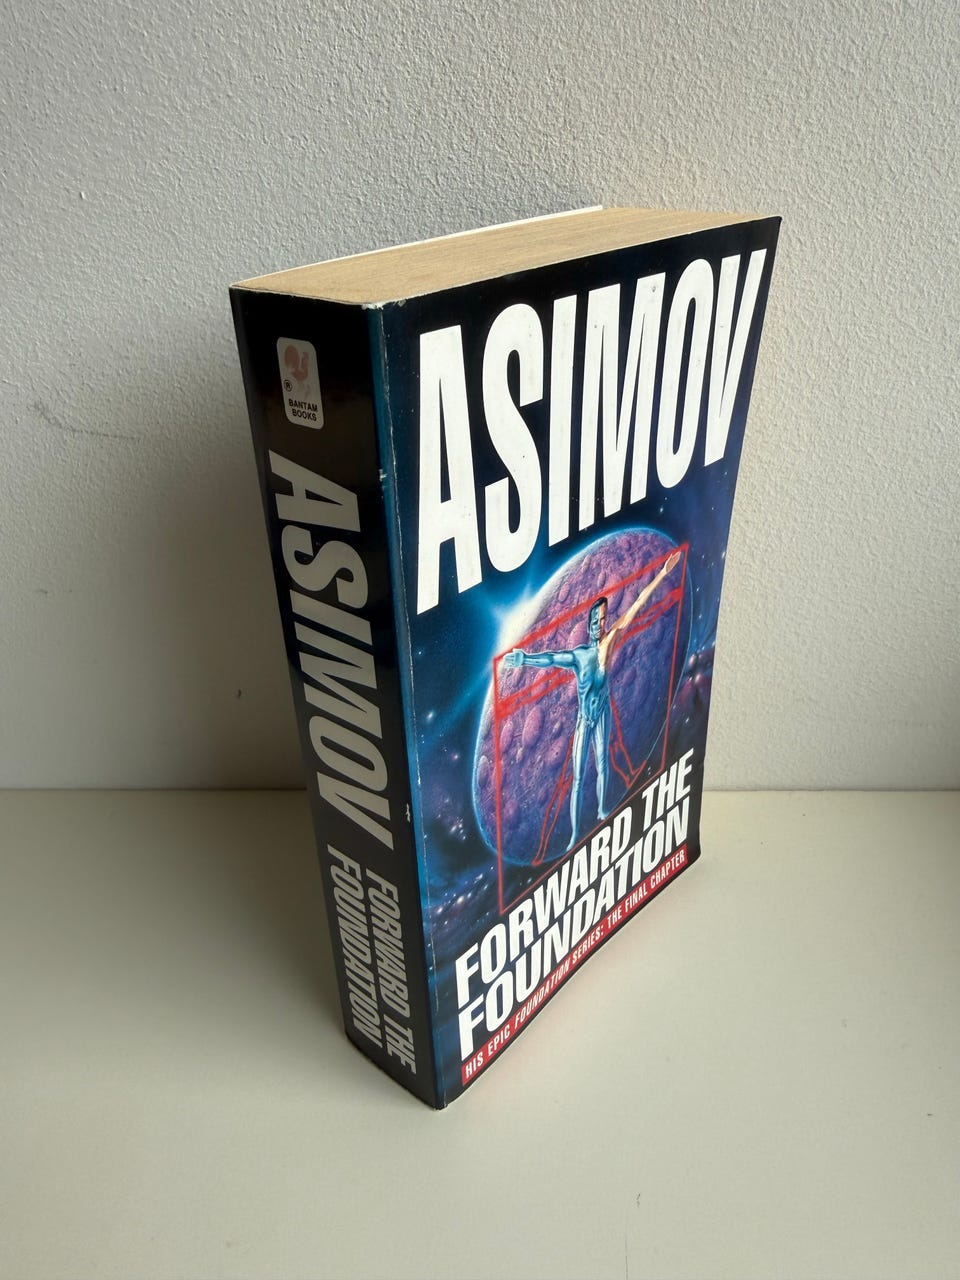 ®
BANTAM
BOOKS
ASIMOV
FORWARD THE
FOUNDATION
ASIMOV
FORWARD THE
FOUNDATION
HIS EPIC FOUNDATION SERIES: THE FINAL CHAPTER